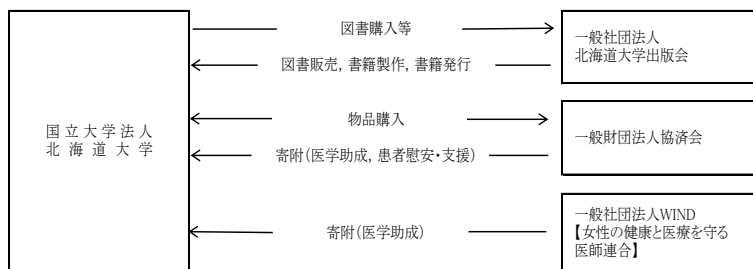 図書購入等
一般社団法人
北海道大学出版会
図書販売, 書籍製作, 書籍発行
国立大学法人
北海道大学
物品購入
一般財団法人協済会
寄附(医学助成, 患者慰安・支援)
寄附(医学助成)
一般社団法人WIND
【女性の健康と医療を守る
医師連合】